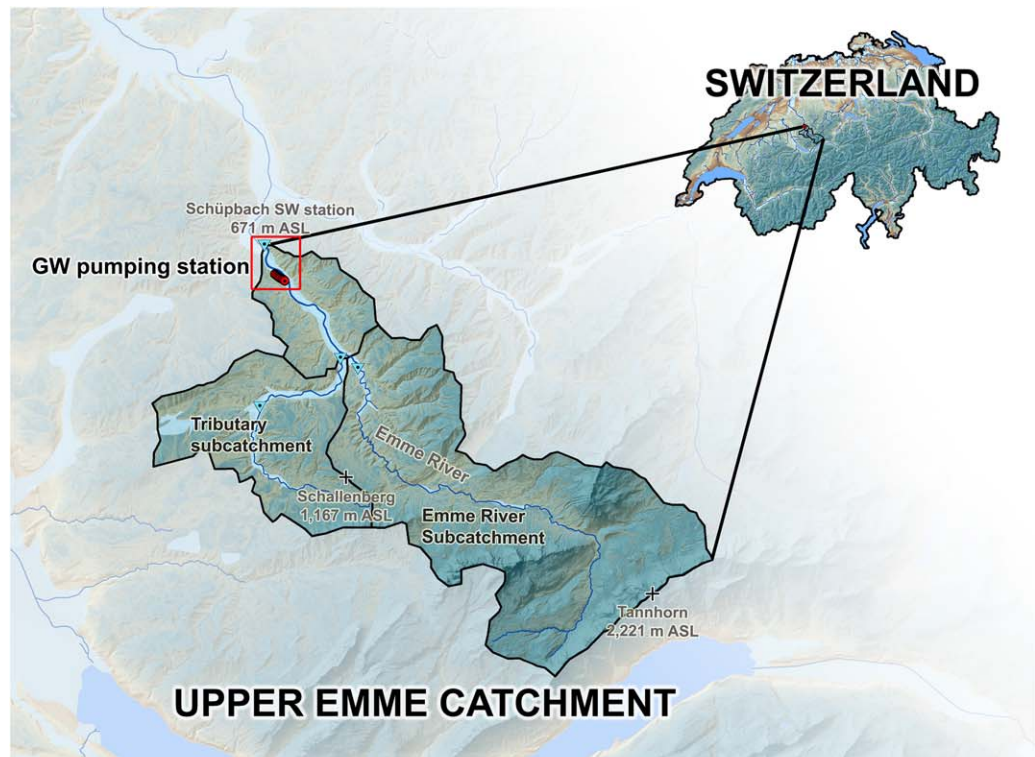 SWITZERLAND
Schüpbach SW station
671 m ASL
GW pumping station
Tributary
subcatchment
Emme River
Schallenberg
1,167 m ASL
Emme River
Subcatchment
Tannhorn
2,221 m ASL
UPPER EMME CATCHMENT